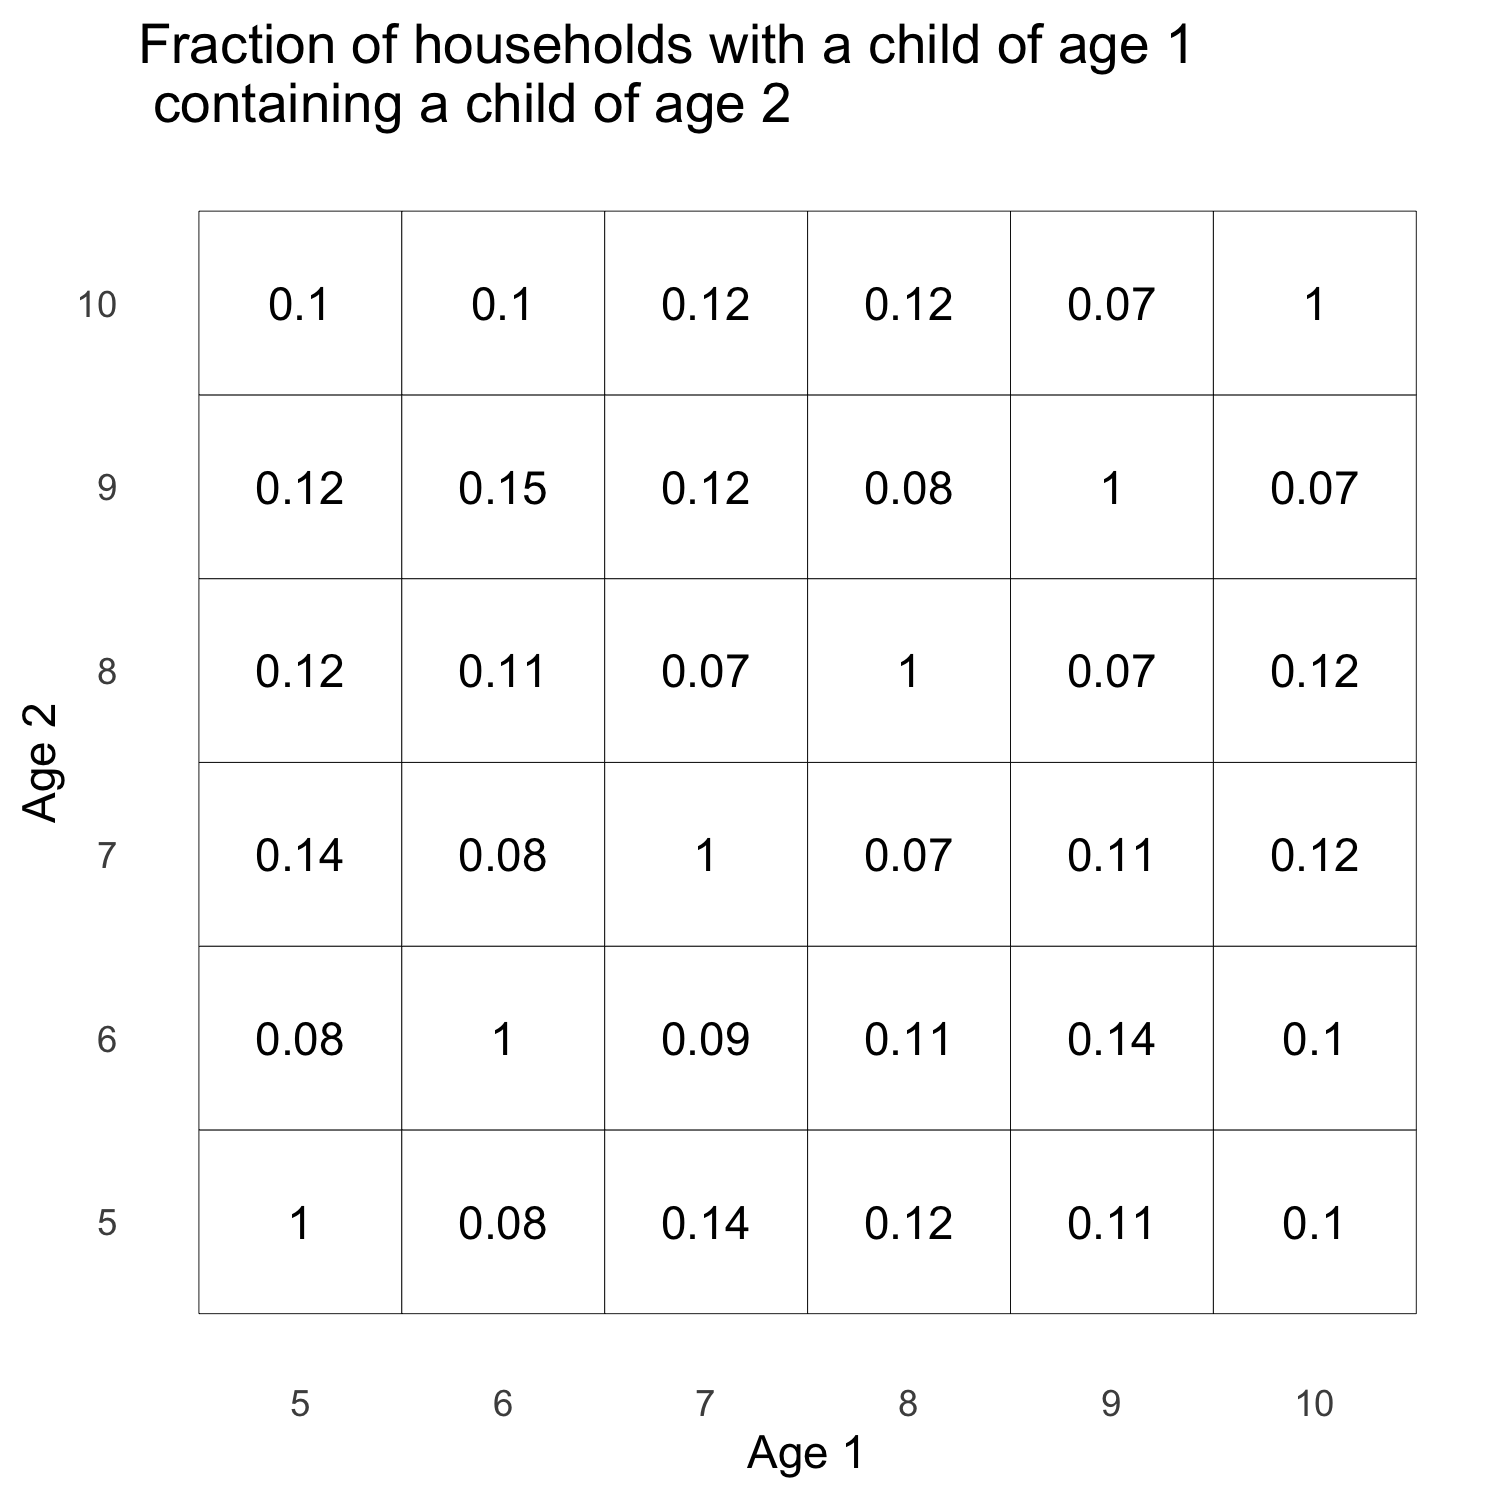 Fraction of households with a child of age 1
containing a child of age 2
10 0.1 0.1 0.12 0.12 0.07 1
9 0.12 0.15 0.12 0.08 1 0.07
8 0.12 0.11 0.07 1 0.07 0.12
7 0.14 0.08 1 0.07 0.11 0.12
6 0.08 1 0.09 0.11 0.14 0.1
5 1 0.08 0.14 0.12 0.11 0.1
Age 2
5 6 7 8 9 10
Age 1